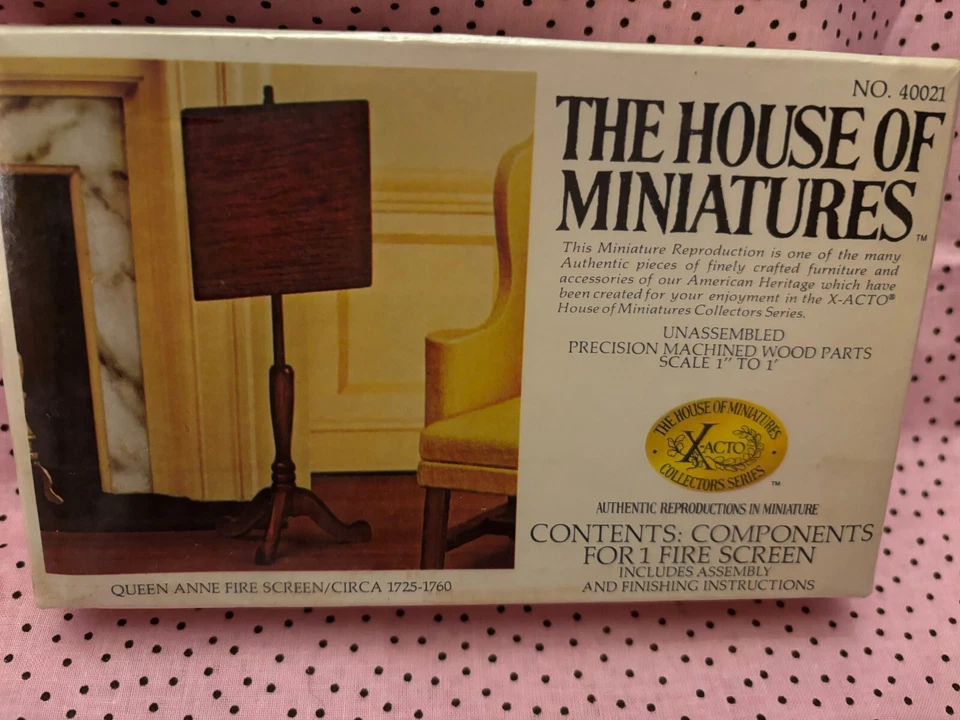 NO. 40021
THE HOUSE OF
MINIATURES™
This Miniature Reproduction is one of the many
Authentic pieces of finely crafted furniture and
accessories of our American Heritage which have
been created for your enjoyment in the X-ACTO®
House of Miniatures Collectors Series.
UNASSEMBLED
PRECISION MACHINED WOOD PARTS
SCALE 1" TO 1'
THE HOUSE OF MINIATURES
X-ACTO
• COLLECTORS SERIES •
™
AUTHENTIC REPRODUCTIONS IN MINIATURE
CONTENTS: COMPONENTS
FOR 1 FIRE SCREEN
INCLUDES ASSEMBLY
AND FINISHING INSTRUCTIONS
QUEEN ANNE FIRE SCREEN/CIRCA 1725-1760